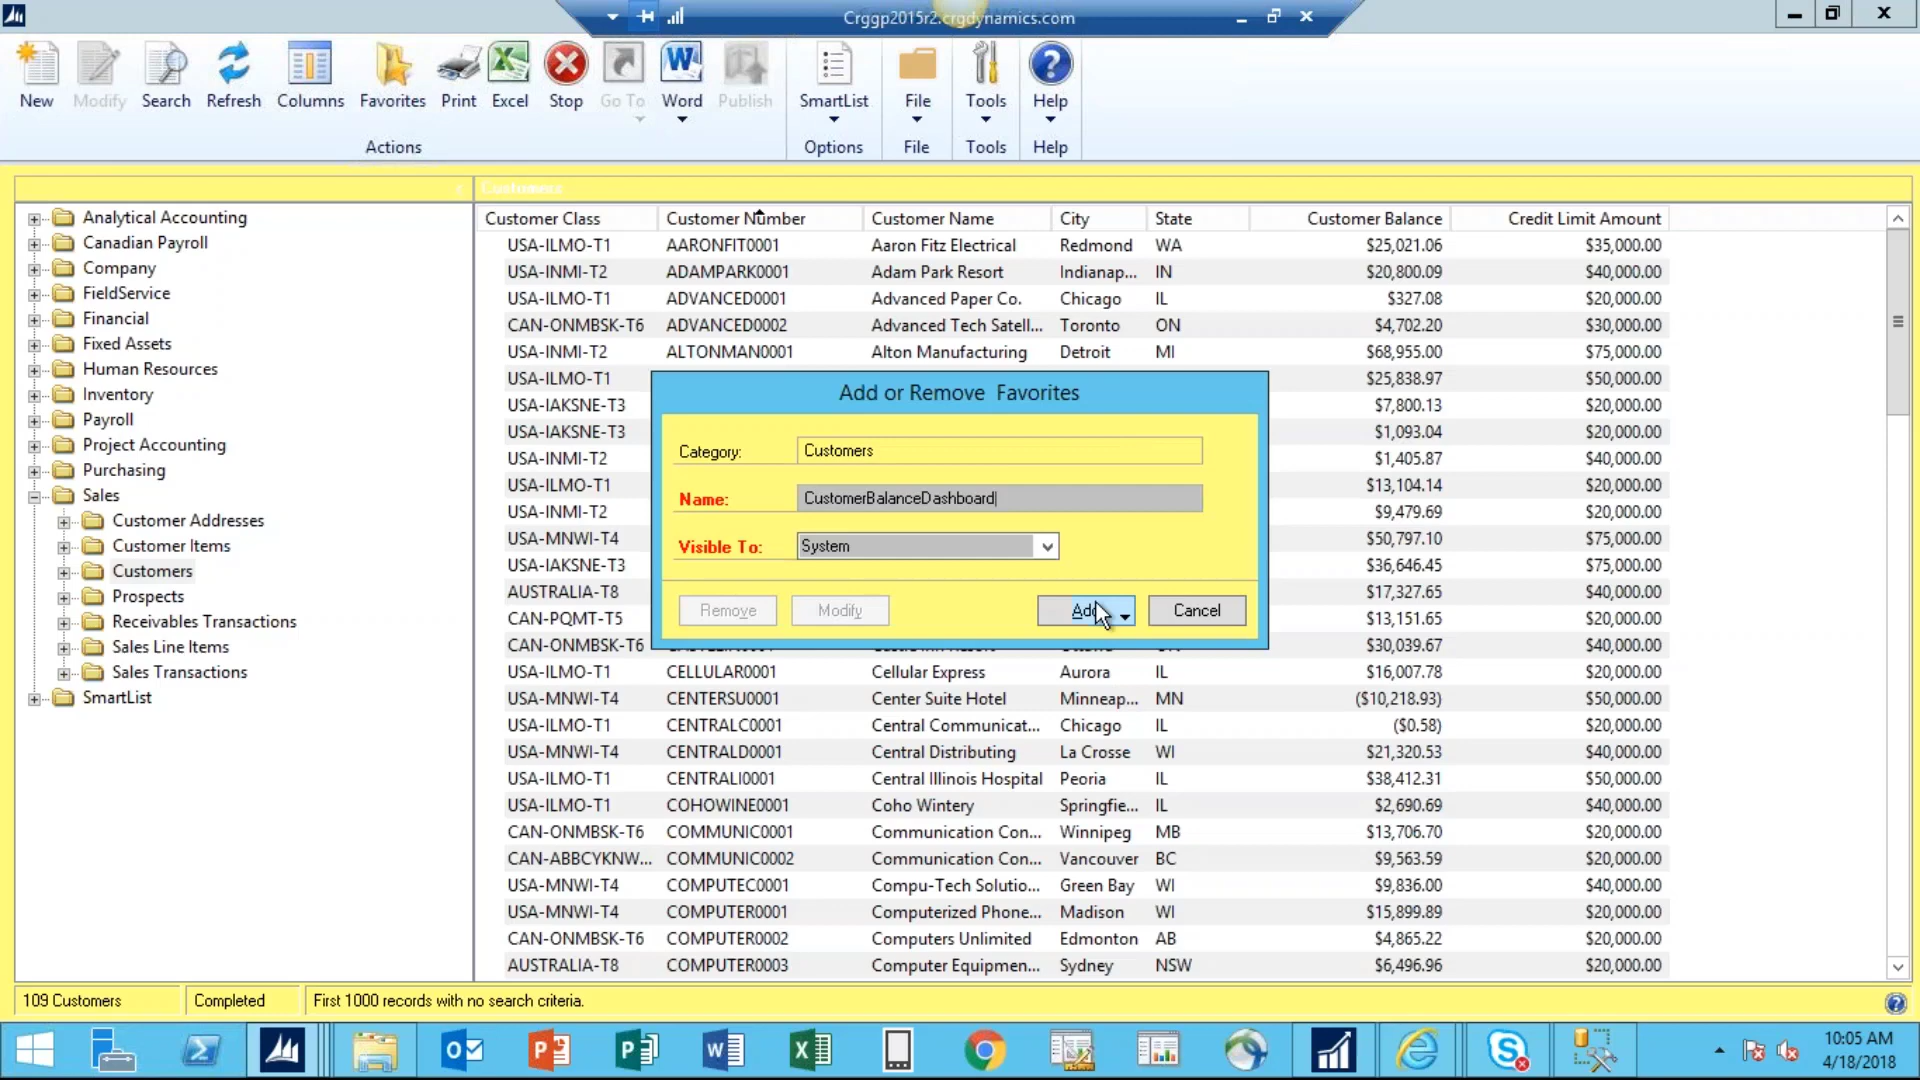 Crggp2015r2.crgdynamics.com
New Modify Search Refresh Columns Favorites Print Excel Stop Go To Word Publish SmartList File Tools Help
Actions Options File Tools Help
Customers
Analytical Accounting
Canadian Payroll
Company
FieldService
Financial
Fixed Assets
Human Resources
Inventory
Payroll
Project Accounting
Purchasing
Sales
Customer Addresses
Customer Items
Customers
Prospects
Receivables Transactions
Sales Line Items
Sales Transactions
SmartList
Customer Class Customer Number Customer Name City State Customer Balance Credit Limit Amount
USA-ILMO-T1 AARONFIT0001 Aaron Fitz Electrical Redmond WA $25,021.06 $35,000.00
USA-INMI-T2 ADAMPARK0001 Adam Park Resort Indianap... IN $20,800.09 $40,000.00
USA-ILMO-T1 ADVANCED0001 Advanced Paper Co. Chicago IL $327.08 $20,000.00
CAN-ONMBSK-T6 ADVANCED0002 Advanced Tech Satell... Toronto ON $4,702.20 $30,000.00
USA-INMI-T2 ALTONMAN0001 Alton Manufacturing Detroit MI $68,955.00 $75,000.00
USA-ILMO-T1 $25,838.97 $50,000.00
USA-IAKSNE-T3 $7,800.13 $20,000.00
USA-IAKSNE-T3 $1,093.04 $20,000.00
USA-INMI-T2 $1,405.87 $40,000.00
USA-ILMO-T1 $13,104.14 $20,000.00
USA-INMI-T2 $9,479.69 $20,000.00
USA-MNWI-T4 $50,797.10 $75,000.00
USA-IAKSNE-T3 $36,646.45 $75,000.00
AUSTRALIA-T8 $17,327.65 $40,000.00
CAN-PQMT-T5 $13,151.65 $20,000.00
CAN-ONMBSK-T6 $30,039.67 $40,000.00
USA-ILMO-T1 CELLULAR0001 Cellular Express Aurora IL $16,007.78 $20,000.00
USA-MNWI-T4 CENTERSU0001 Center Suite Hotel Minneap... MN ($10,218.93) $50,000.00
USA-ILMO-T1 CENTRALC0001 Central Communicat... Chicago IL ($0.58) $20,000.00
USA-MNWI-T4 CENTRALD0001 Central Distributing La Crosse WI $21,320.53 $40,000.00
USA-ILMO-T1 CENTRALI0001 Central Illinois Hospital Peoria IL $38,412.31 $50,000.00
USA-ILMO-T1 COHOWINE0001 Coho Wintery Springfie... IL $2,690.69 $40,000.00
CAN-ONMBSK-T6 COMMUNIC0001 Communication Con... Winnipeg MB $13,706.70 $20,000.00
CAN-ABBCYKNW... COMMUNIC0002 Communication Con... Vancouver BC $9,563.59 $20,000.00
USA-MNWI-T4 COMPUTEC0001 Compu-Tech Solutio... Green Bay WI $9,836.00 $40,000.00
USA-MNWI-T4 COMPUTER0001 Computerized Phone... Madison WI $15,899.89 $20,000.00
CAN-ONMBSK-T6 COMPUTER0002 Computers Unlimited Edmonton AB $4,865.22 $20,000.00
AUSTRALIA-T8 COMPUTER0003 Computer Equipmen... Sydney NSW $6,496.96 $20,000.00
Add or Remove Favorites
Category: Customers
Name: CustomerBalanceDashboard
Visible To: System
Remove Modify Add Cancel
109 Customers Completed First 1000 records with no search criteria.
10:05 AM
4/18/2018